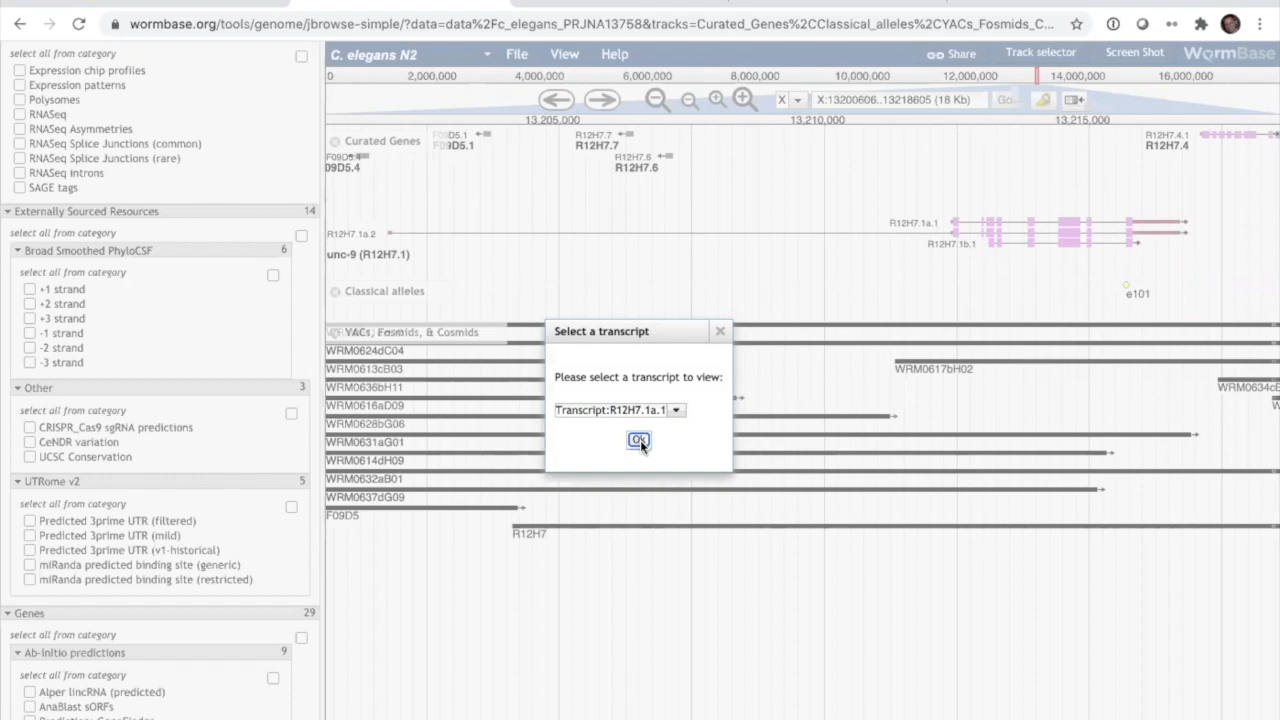 wormbase.org/tools/genome/jbrowse-simple/?data=data%2Fc_elegans_PRJNA13758&tracks=Curated_Genes%2CClassical_alleles%2CYACs_Fosmids_C...
select all from category
Expression chip profiles
Expression patterns
Polysomes
RNASeq
RNASeq Asymmetries
RNASeq Splice Junctions (common)
RNASeq Splice Junctions (rare)
RNASeq introns
SAGE tags
Externally Sourced Resources 14
select all from category
Broad Smoothed PhyloCSF 6
select all from category
+1 strand
+2 strand
+3 strand
-1 strand
-2 strand
-3 strand
Other 3
select all from category
CRISPR_Cas9 sgRNA predictions
CeNDR variation
UCSC Conservation
UTRome v2 5
select all from category
Predicted 3prime UTR (filtered)
Predicted 3prime UTR (mild)
Predicted 3prime UTR (v1-historical)
miRanda predicted binding site (generic)
miRanda predicted binding site (restricted)
Genes 29
select all from category
Ab-initio predictions 9
select all from category
Alper lincRNA (predicted)
AnaBlast sORFs
C. elegans N2 File View Help Share Track selector Screen Shot WormBase
0 2,000,000 4,000,000 6,000,000 8,000,000 10,000,000 12,000,000 14,000,000 16,000,000
X X:13200606..13218605 (18 Kb) Go
13,205,000 13,210,000 13,215,000
Curated Genes
F09D5.1
F09D5.1
R12H7.7
R12H7.7
R12H7.4.1
R12H7.4
09D5.4
R12H7.6
R12H7.6
R12H7.1a.1
R12H7.1a.2
R12H7.1b.1
unc-9 (R12H7.1)
Classical alleles
e101
YACs, Fosmids, & Cosmids
WRM0624dC04
WRM0613cB03
WRM0617bH02
WRM0636bH11
WRM0616aD09
WRM0628bG06
WRM0631aG01
WRM0614dH09
WRM0632aB01
WRM0637dG09
F09D5
R12H7
Select a transcript
Please select a transcript to view:
Transcript:R12H7.1a.1
OK